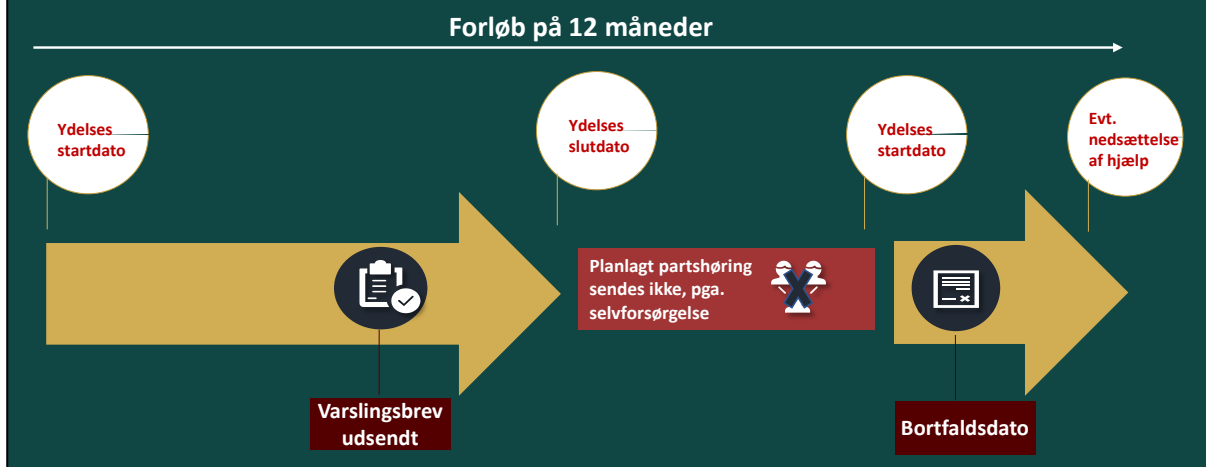 Forløb på 12 måneder
Ydelses
startdato
Ydelses
slutdato
Ydelses
startdato
Evt.
nedsættelse
af hjælp
Planlagt partshøring
sendes ikke, pga.
selvforsørgelse
Varslingsbrev
udsendt
Bortfaldsdato